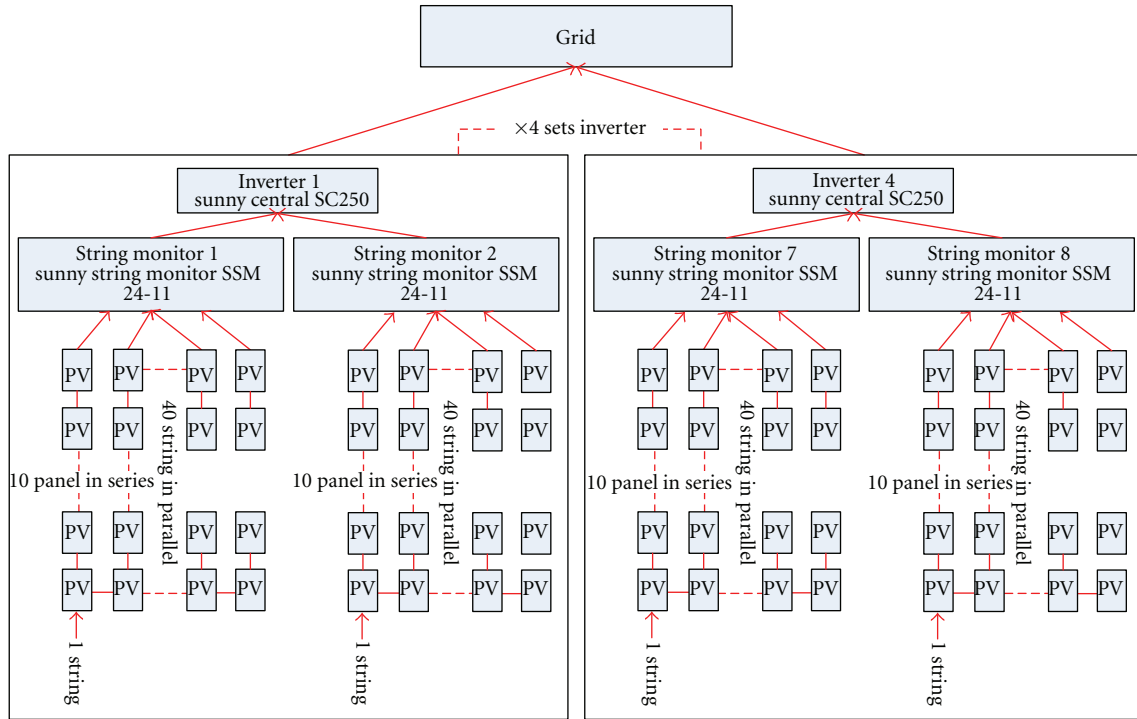 Grid
×4 sets inverter
Inverter 1
sunny central SC250
String monitor 1
sunny string monitor SSM
24-11
String monitor 2
sunny string monitor SSM
24-11
PV PV PV PV
PV PV PV PV
10 panel in series
40 string in parallel
PV PV PV PV
PV PV PV PV
1 string
PV PV PV PV
PV PV PV PV
10 panel in series
40 string in parallel
PV PV PV PV
PV PV PV PV
1 string
Inverter 4
sunny central SC250
String monitor 7
sunny string monitor SSM
24-11
String monitor 8
sunny string monitor SSM
24-11
PV PV PV PV
PV PV PV PV
10 panel in series
40 string in parallel
PV PV PV PV
PV PV PV PV
1 string
PV PV PV PV
PV PV PV PV
10 panel in series
40 string in parallel
PV PV PV PV
PV PV PV PV
1 string